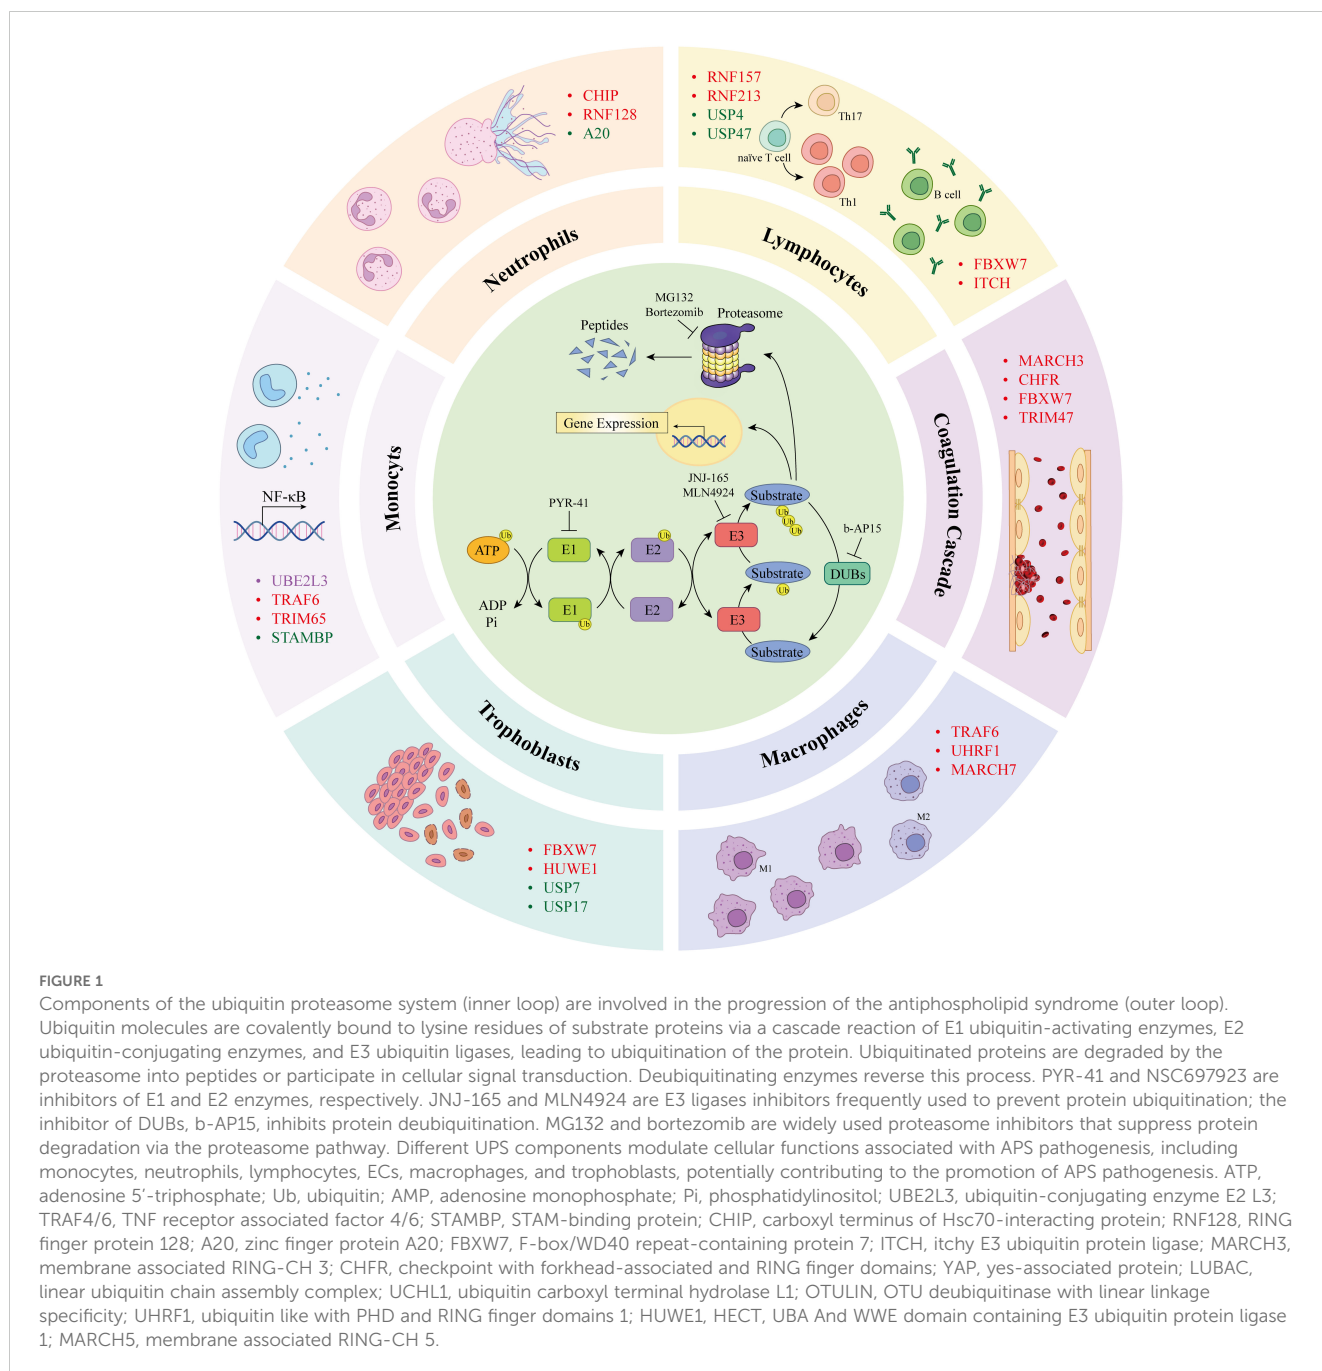 • CHIP
• RNF128
• A20
Neutrophils
• RNF157
• RNF213
• USP4
• USP47
Th17
naïve T cell
Th1
B cell
• FBXW7
• ITCH
Lymphocytes
• MARCH3
• CHFR
• FBXW7
• TRIM47
Coagulation Cascade
• TRAF6
• UHRF1
• MARCH7
M2
M1
Macrophages
Trophoblasts
• FBXW7
• HUWE1
• USP7
• USP17
Monocyts
NF-κB
• UBE2L3
• TRAF6
• TRIM65
• STAMBP
MG132
Bortezomib
Proteasome
Peptides
Gene Expression
JNJ-165
MLN4924
Substrate
Ub
Ub
Ub
PYR-41
b-AP15
ATP
Ub
E1
E2
Ub
E3
Substrate
Ub
DUBs
ADP
Pi
E1
Ub
E2
E3
Substrate
FIGURE 1
Components of the ubiquitin proteasome system (inner loop) are involved in the progression of the antiphospholipid syndrome (outer loop).
Ubiquitin molecules are covalently bound to lysine residues of substrate proteins via a cascade reaction of E1 ubiquitin-activating enzymes, E2
ubiquitin-conjugating enzymes, and E3 ubiquitin ligases, leading to ubiquitination of the protein. Ubiquitinated proteins are degraded by the
proteasome into peptides or participate in cellular signal transduction. Deubiquitinating enzymes reverse this process. PYR-41 and NSC697923 are
inhibitors of E1 and E2 enzymes, respectively. JNJ-165 and MLN4924 are E3 ligases inhibitors frequently used to prevent protein ubiquitination; the
inhibitor of DUBs, b-AP15, inhibits protein deubiquitination. MG132 and bortezomib are widely used proteasome inhibitors that suppress protein
degradation via the proteasome pathway. Different UPS components modulate cellular functions associated with APS pathogenesis, including
monocytes, neutrophils, lymphocytes, ECs, macrophages, and trophoblasts, potentially contributing to the promotion of APS pathogenesis. ATP,
adenosine 5’-triphosphate; Ub, ubiquitin; AMP, adenosine monophosphate; Pi, phosphatidylinositol; UBE2L3, ubiquitin-conjugating enzyme E2 L3;
TRAF4/6, TNF receptor associated factor 4/6; STAMBP, STAM-binding protein; CHIP, carboxyl terminus of Hsc70-interacting protein; RNF128, RING
finger protein 128; A20, zinc finger protein A20; FBXW7, F-box/WD40 repeat-containing protein 7; ITCH, itchy E3 ubiquitin protein ligase; MARCH3,
membrane associated RING-CH 3; CHFR, checkpoint with forkhead-associated and RING finger domains; YAP, yes-associated protein; LUBAC,
linear ubiquitin chain assembly complex; UCHL1, ubiquitin carboxyl terminal hydrolase L1; OTULIN, OTU deubiquitinase with linear linkage
specificity; UHRF1, ubiquitin like with PHD and RING finger domains 1; HUWE1, HECT, UBA And WWE domain containing E3 ubiquitin protein ligase
1; MARCH5, membrane associated RING-CH 5.